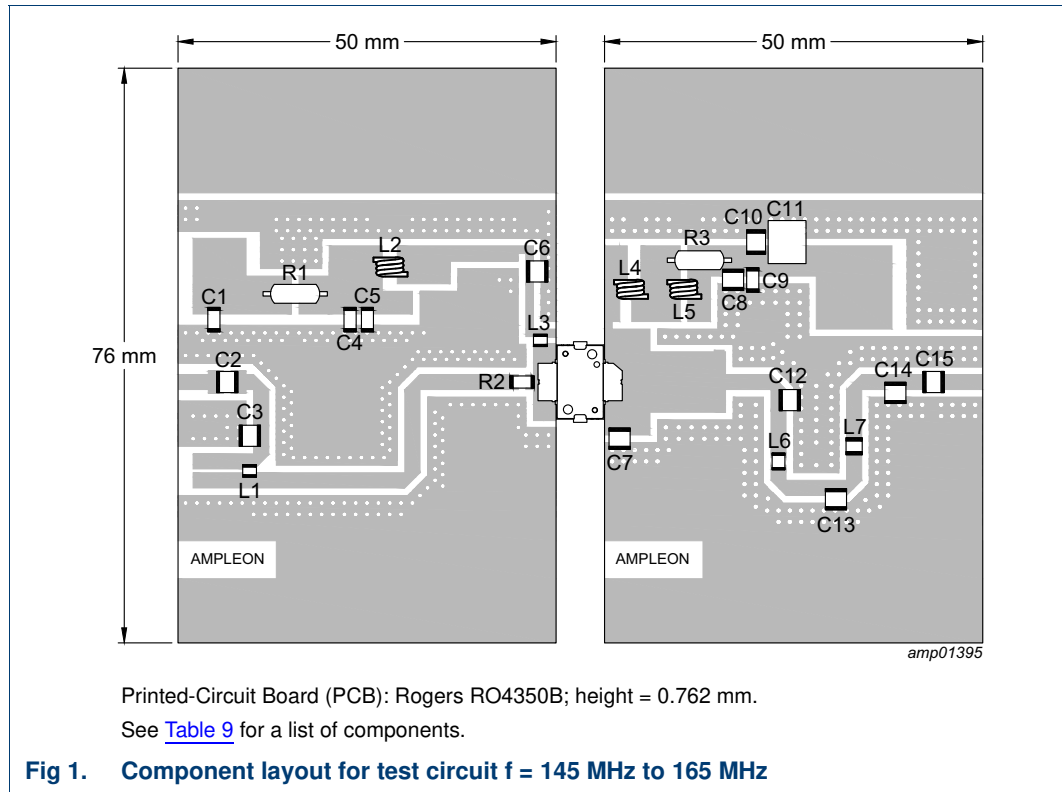 50 mm
50 mm
76 mm
C1
C2
C3
L1
R1
L2
C4
C5
C6
L3
R2
AMPLEON
L4
L5
R3
C10
C11
C8
C9
C7
C12
L6
L7
C13
C14
C15
AMPLEON
amp01395
Printed-Circuit Board (PCB): Rogers RO4350B; height = 0.762 mm.
See Table 9 for a list of components.
Fig 1. Component layout for test circuit f = 145 MHz to 165 MHz